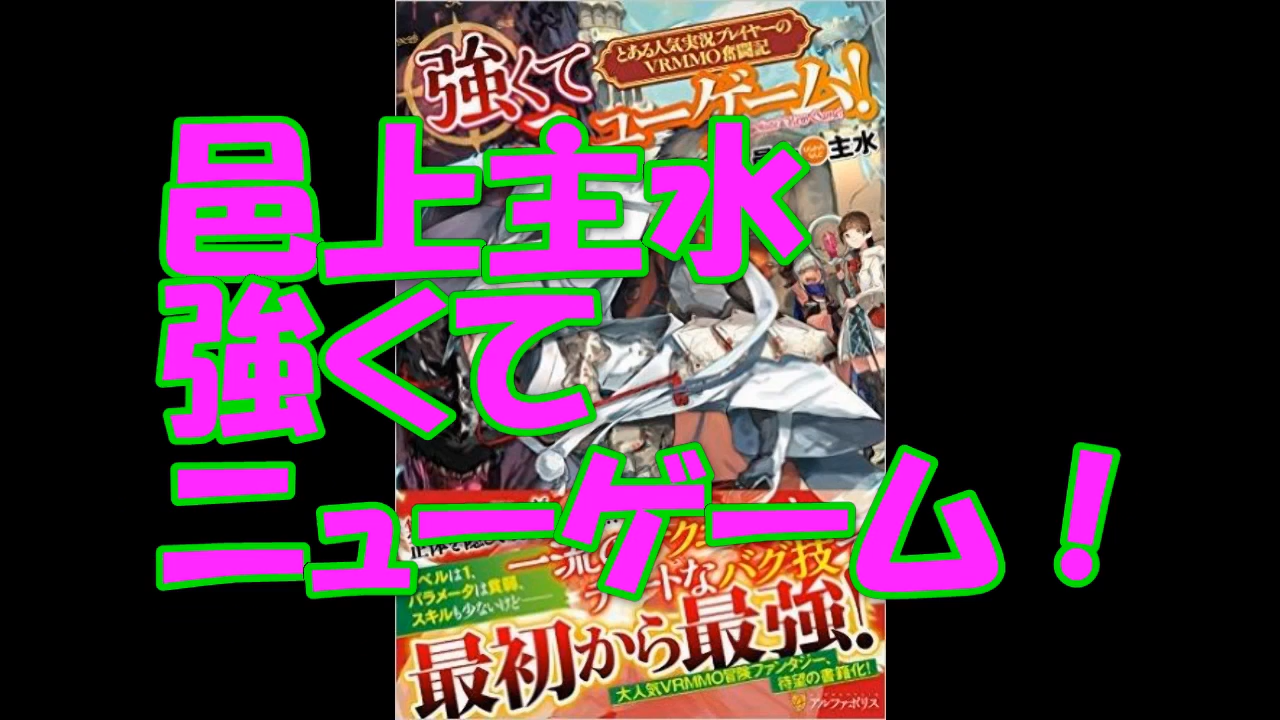 とある人気実況プレイヤーの
VRMMO奮闘記
強くて
ニューゲーム!
主水
邑上主水
強くて
ニューゲーム!
一流の
チートなバグ技
ベルは1、
パラメータは貧弱、
スキルも少ないけど――
最初から最強!
大人気VRMMO冒険ファンタジー、
待望の書籍化!
アルファポリス